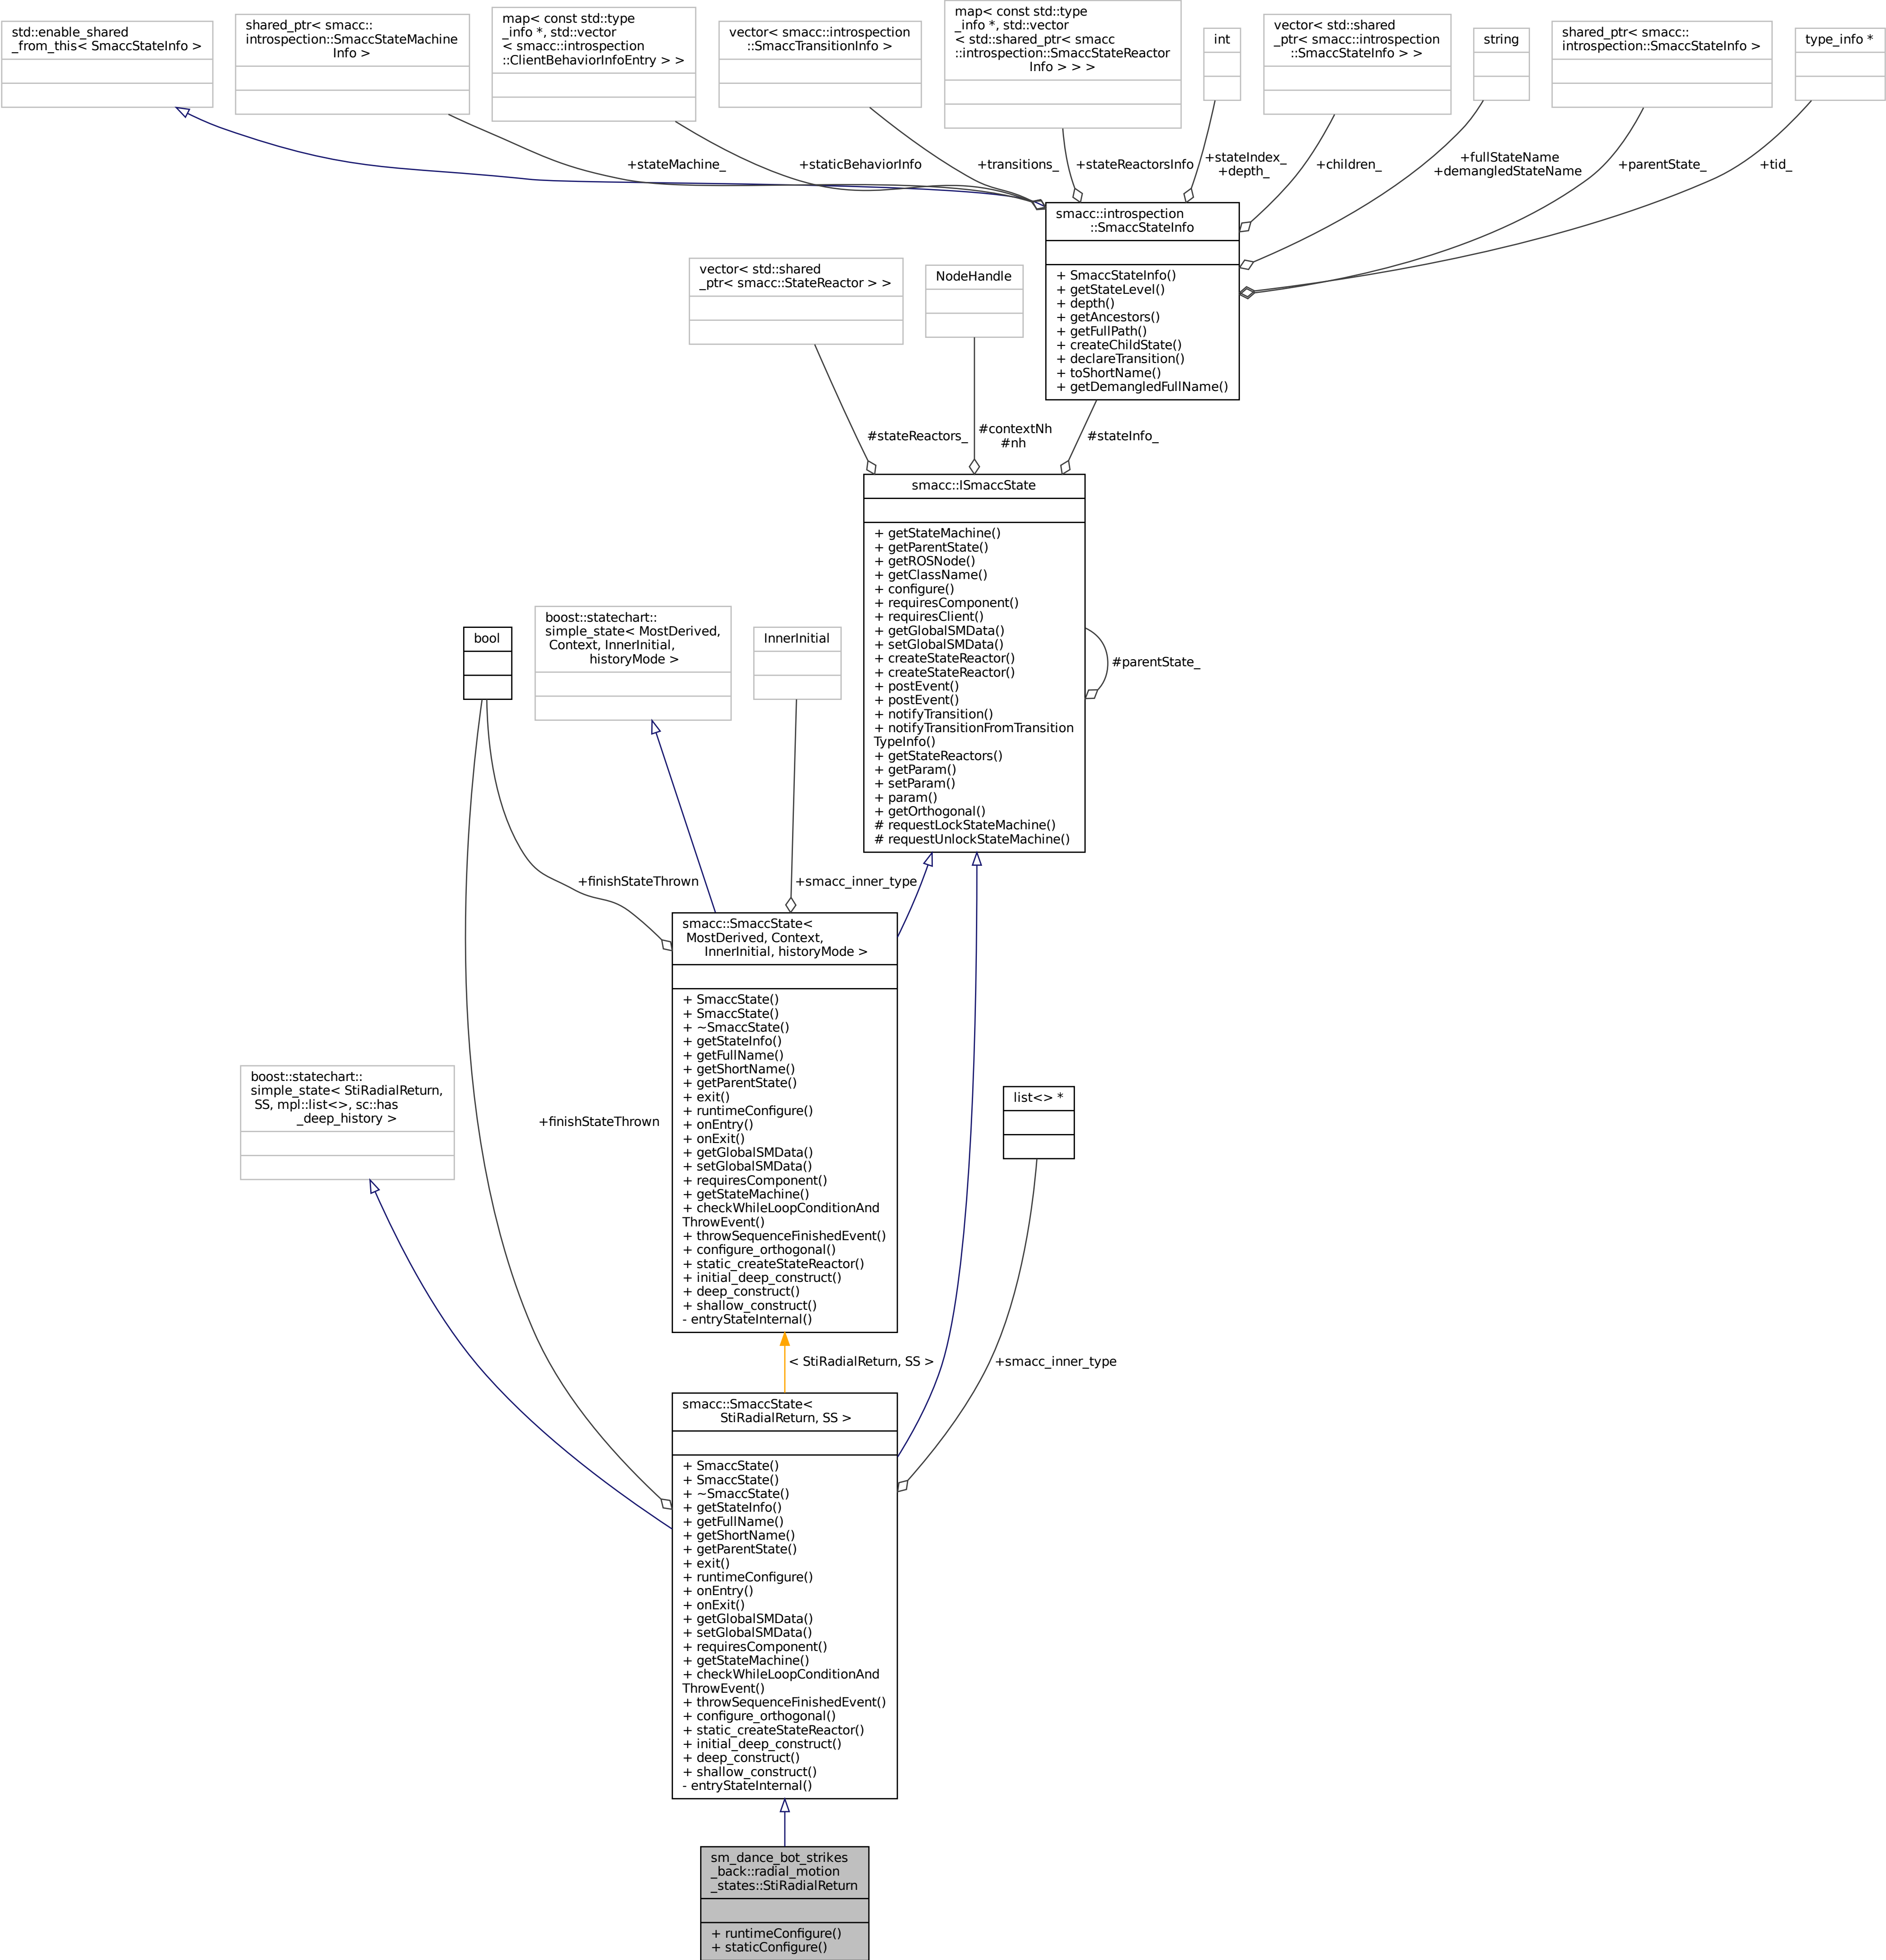 std::enable_shared
_from_this< SmaccStateInfo >
shared_ptr< smacc::
introspection::SmaccStateMachine
Info >
map< const std::type
_info *, std::vector
< smacc::introspection
::ClientBehaviorInfoEntry > >
vector< smacc::introspection
::SmaccTransitionInfo >
map< const std::type
_info *, std::vector
< std::shared_ptr< smacc
::introspection::SmaccStateReactor
Info > > >
int
vector< std::shared
_ptr< smacc::introspection
::SmaccStateInfo > >
string
shared_ptr< smacc::
introspection::SmaccStateInfo >
type_info *
+stateMachine_
+staticBehaviorInfo
+transitions_
+stateReactorsInfo
+stateIndex_
+depth_
+children_
+fullStateName
+demangledStateName
+parentState_
+tid_
smacc::introspection
::SmaccStateInfo
+ SmaccStateInfo()
+ getStateLevel()
+ depth()
+ getAncestors()
+ getFullPath()
+ createChildState()
+ declareTransition()
+ toShortName()
+ getDemangledFullName()
vector< std::shared
_ptr< smacc::StateReactor > >
NodeHandle
#stateReactors_
#contextNh
#nh
#stateInfo_
smacc::ISmaccState
+ getStateMachine()
+ getParentState()
+ getROSNode()
+ getClassName()
+ configure()
+ requiresComponent()
+ requiresClient()
+ getGlobalSMData()
+ setGlobalSMData()
+ createStateReactor()
+ createStateReactor()
+ postEvent()
+ postEvent()
+ notifyTransition()
+ notifyTransitionFromTransition
TypeInfo()
+ getStateReactors()
+ getParam()
+ setParam()
+ param()
+ getOrthogonal()
# requestLockStateMachine()
# requestUnlockStateMachine()
#parentState_
bool
boost::statechart::
simple_state< MostDerived,
Context, InnerInitial,
historyMode >
InnerInitial
+finishStateThrown
+smacc_inner_type
smacc::SmaccState<
MostDerived, Context,
InnerInitial, historyMode >
+ SmaccState()
+ SmaccState()
+ ~SmaccState()
+ getStateInfo()
+ getFullName()
+ getShortName()
+ getParentState()
+ exit()
+ runtimeConfigure()
+ onEntry()
+ onExit()
+ getGlobalSMData()
+ setGlobalSMData()
+ requiresComponent()
+ getStateMachine()
+ checkWhileLoopConditionAnd
ThrowEvent()
+ throwSequenceFinishedEvent()
+ configure_orthogonal()
+ static_createStateReactor()
+ initial_deep_construct()
+ deep_construct()
+ shallow_construct()
- entryStateInternal()
boost::statechart::
simple_state< StiRadialReturn,
SS, mpl::list<>, sc::has
_deep_history >
+finishStateThrown
list<> *
< StiRadialReturn, SS >
+smacc_inner_type
smacc::SmaccState<
StiRadialReturn, SS >
+ SmaccState()
+ SmaccState()
+ ~SmaccState()
+ getStateInfo()
+ getFullName()
+ getShortName()
+ getParentState()
+ exit()
+ runtimeConfigure()
+ onEntry()
+ onExit()
+ getGlobalSMData()
+ setGlobalSMData()
+ requiresComponent()
+ getStateMachine()
+ checkWhileLoopConditionAnd
ThrowEvent()
+ throwSequenceFinishedEvent()
+ configure_orthogonal()
+ static_createStateReactor()
+ initial_deep_construct()
+ deep_construct()
+ shallow_construct()
- entryStateInternal()
sm_dance_bot_strikes
_back::radial_motion
_states::StiRadialReturn
+ runtimeConfigure()
+ staticConfigure()